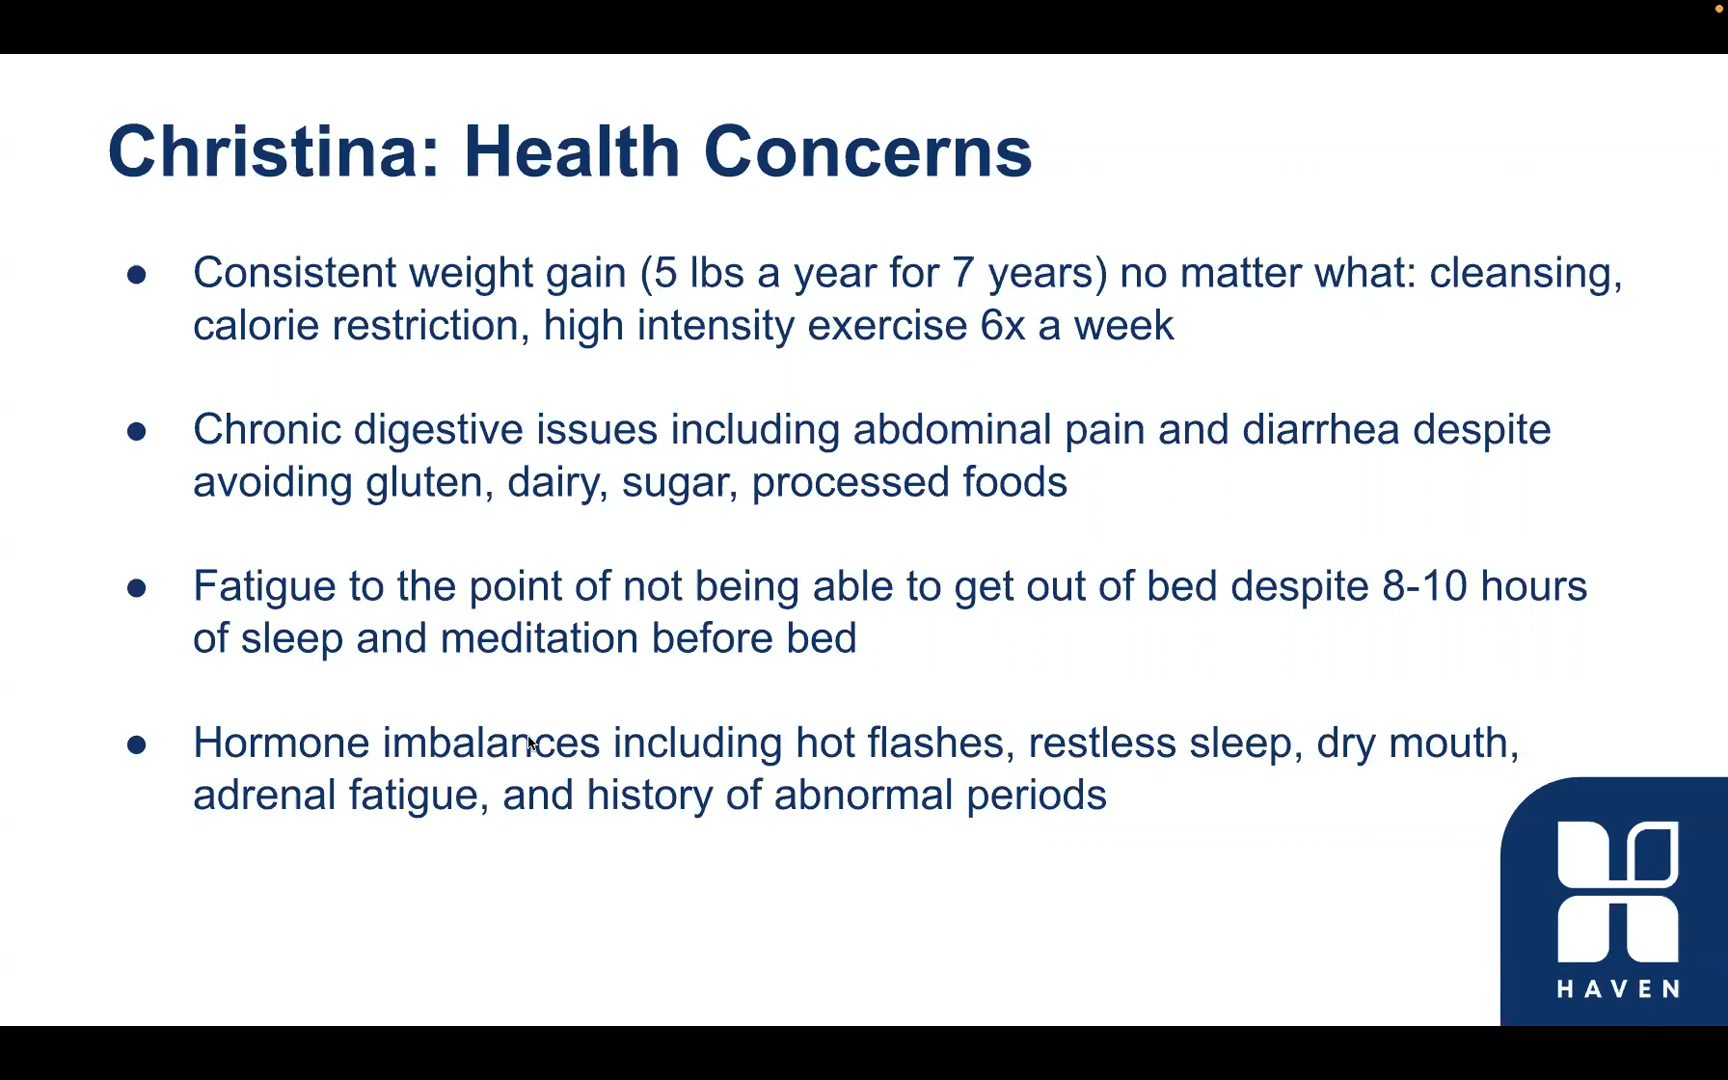 Christina: Health Concerns
● Consistent weight gain (5 lbs a year for 7 years) no matter what: cleansing,
calorie restriction, high intensity exercise 6x a week
● Chronic digestive issues including abdominal pain and diarrhea despite
avoiding gluten, dairy, sugar, processed foods
● Fatigue to the point of not being able to get out of bed despite 8-10 hours
of sleep and meditation before bed
● Hormone imbalances including hot flashes, restless sleep, dry mouth,
adrenal fatigue, and history of abnormal periods
HAVEN